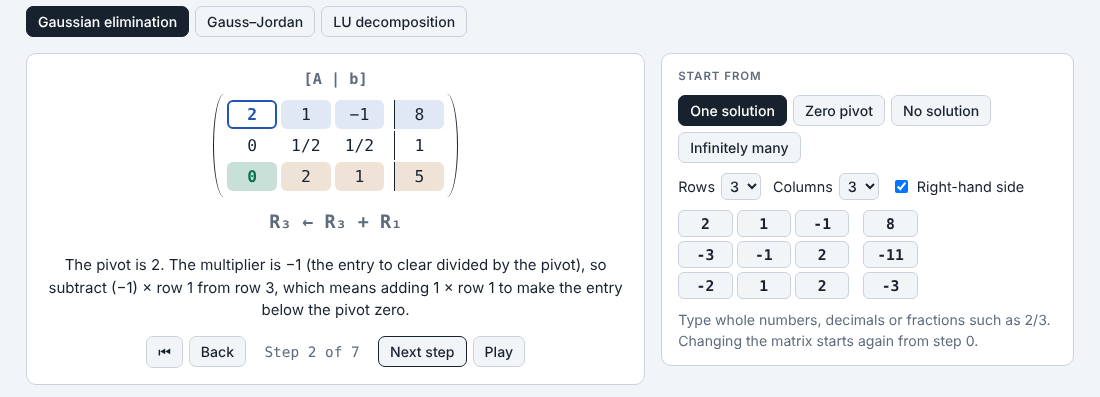 Gaussian elimination Gauss–Jordan LU decomposition
[A | b]
2 1 −1 8
0 1/2 1/2 1
0 2 1 5
R₃ ← R₃ + R₁
The pivot is 2. The multiplier is −1 (the entry to clear divided by the pivot), so
subtract (−1) × row 1 from row 3, which means adding 1 × row 1 to make the entry
below the pivot zero.
⏮ Back Step 2 of 7 Next step Play
START FROM
One solution Zero pivot No solution
Infinitely many
Rows 3 Columns 3 Right-hand side
2 1 -1 8
-3 -1 2 -11
-2 1 2 -3
Type whole numbers, decimals or fractions such as 2/3.
Changing the matrix starts again from step 0.